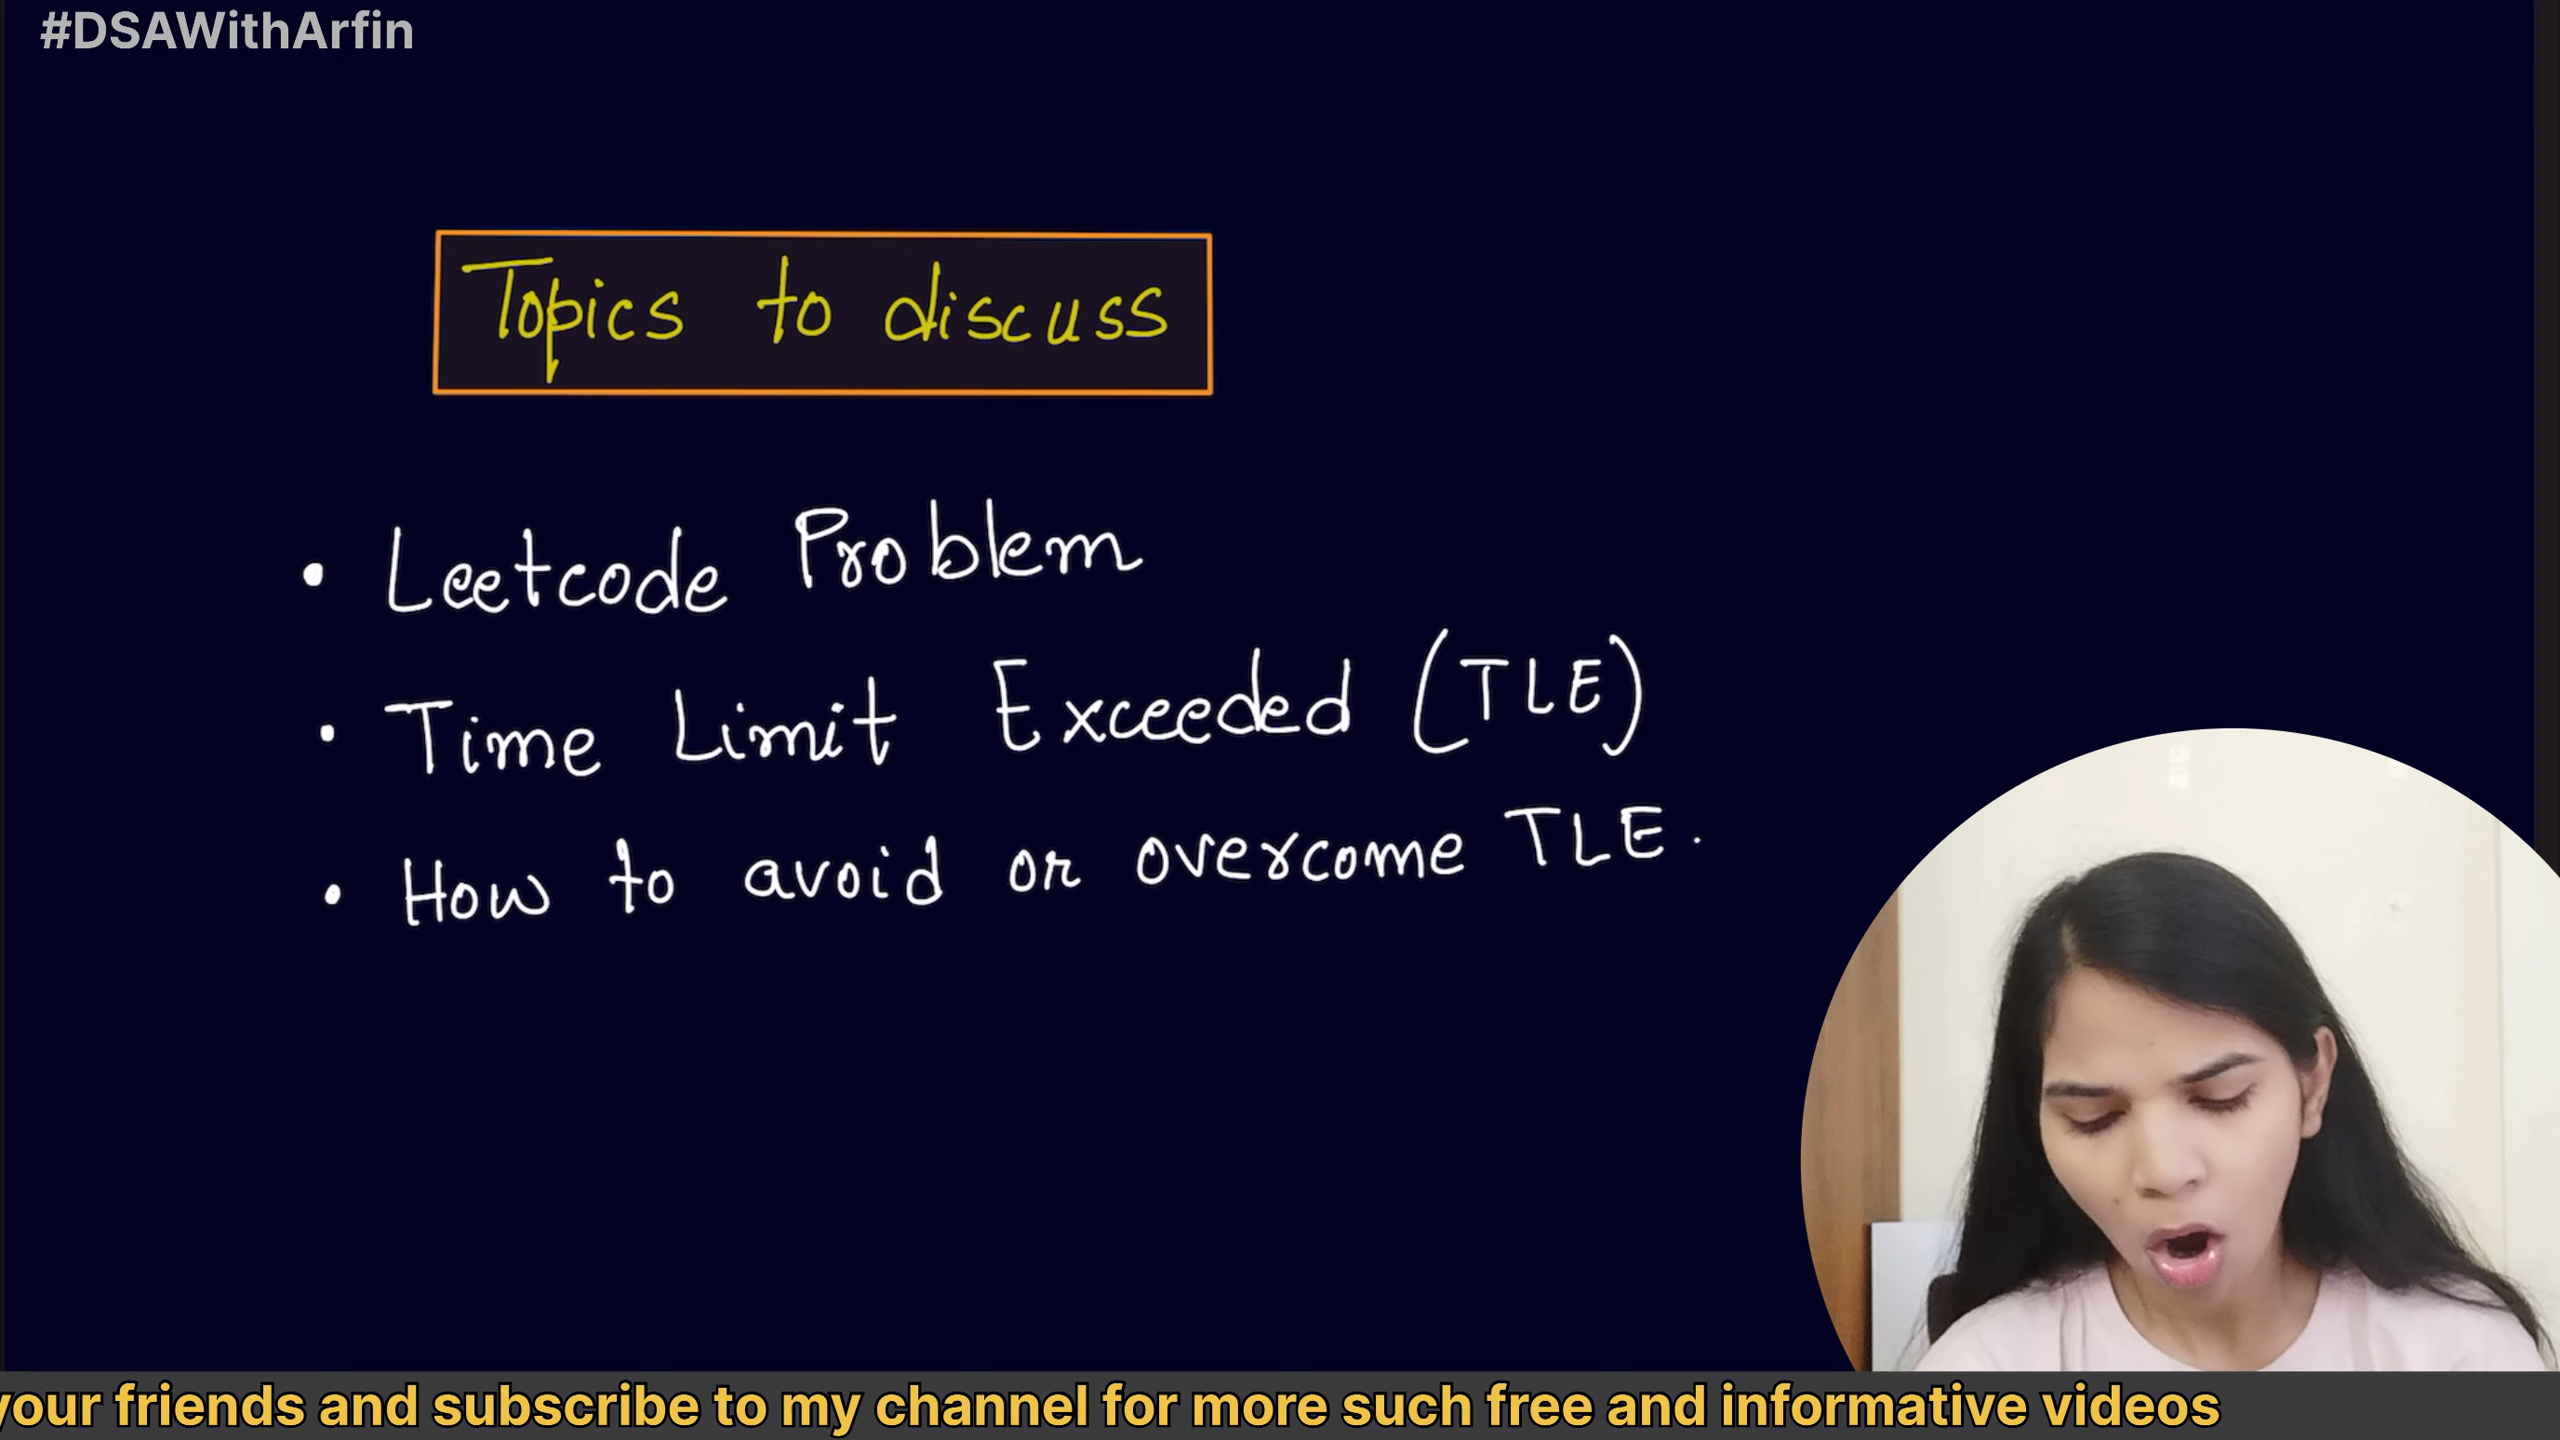 #DSAWithArfin
Topics to discuss
• Leetcode Problem
• Time Limit Exceeded (TLE)
• How to avoid or overcome TLE.
your friends and subscribe to my channel for more such free and informative videos